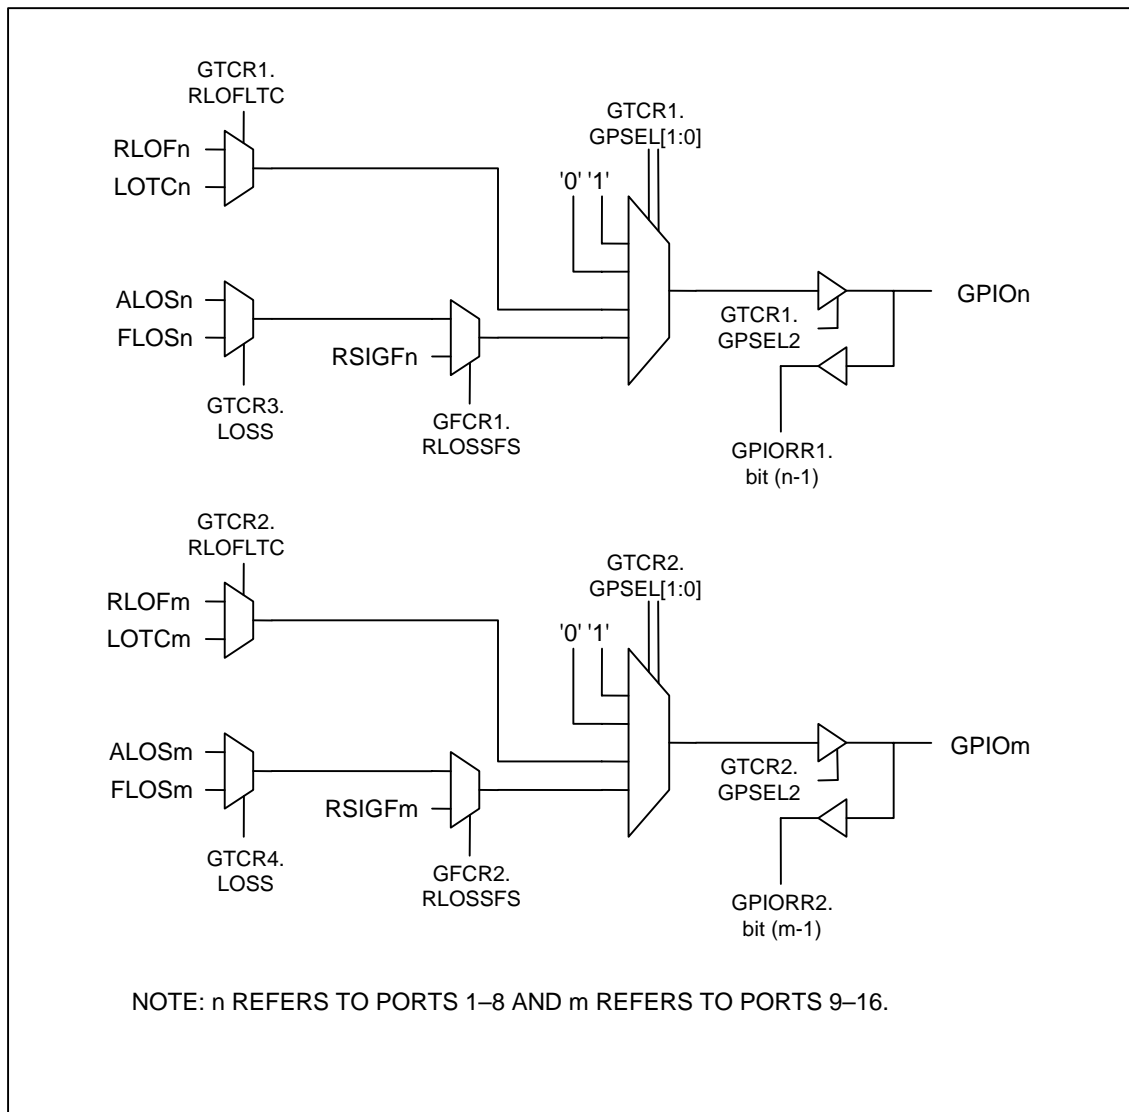 GTCR1.
RLOFLTC
RLOFn
LOTCn
GTCR1.
GPSEL[1:0]
'0' '1'
ALOSn
FLOSn
RSIGFn
GTCR3.
LOSS
GFCR1.
RLOSSFS
GTCR1.
GPSEL2
GPIOn
GPIORR1.
bit (n-1)
GTCR2.
RLOFLTC
RLOFm
LOTCm
GTCR2.
GPSEL[1:0]
'0' '1'
ALOSm
FLOSm
RSIGFm
GTCR4.
LOSS
GFCR2.
RLOSSFS
GTCR2.
GPSEL2
GPIOm
GPIORR2.
bit (m-1)
NOTE: n REFERS TO PORTS 1–8 AND m REFERS TO PORTS 9–16.